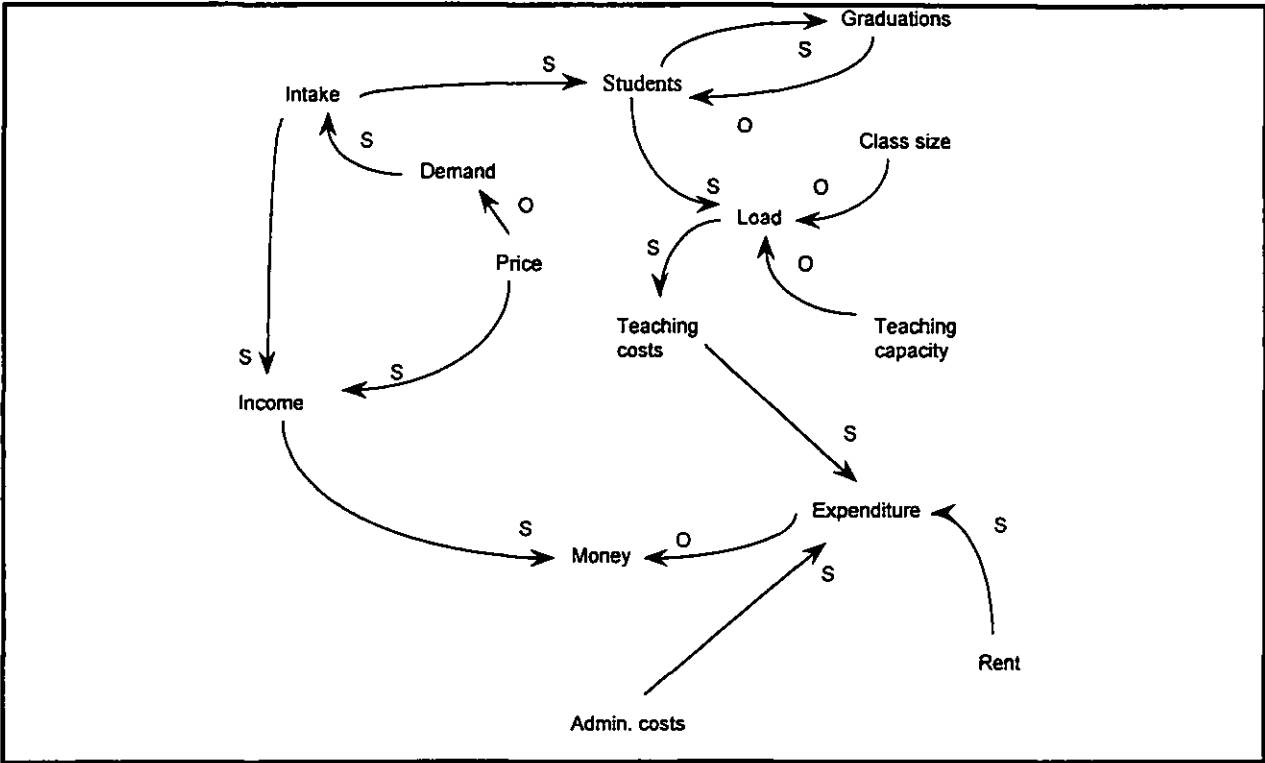 Graduations
S
S
Students
Intake
O
S
Class size
Demand
S
O
O
Load
S
O
Price
Teaching
costs
Teaching
capacity
S
S
Income
S
Expenditure
S
S
O
Money
S
Rent
Admin. costs